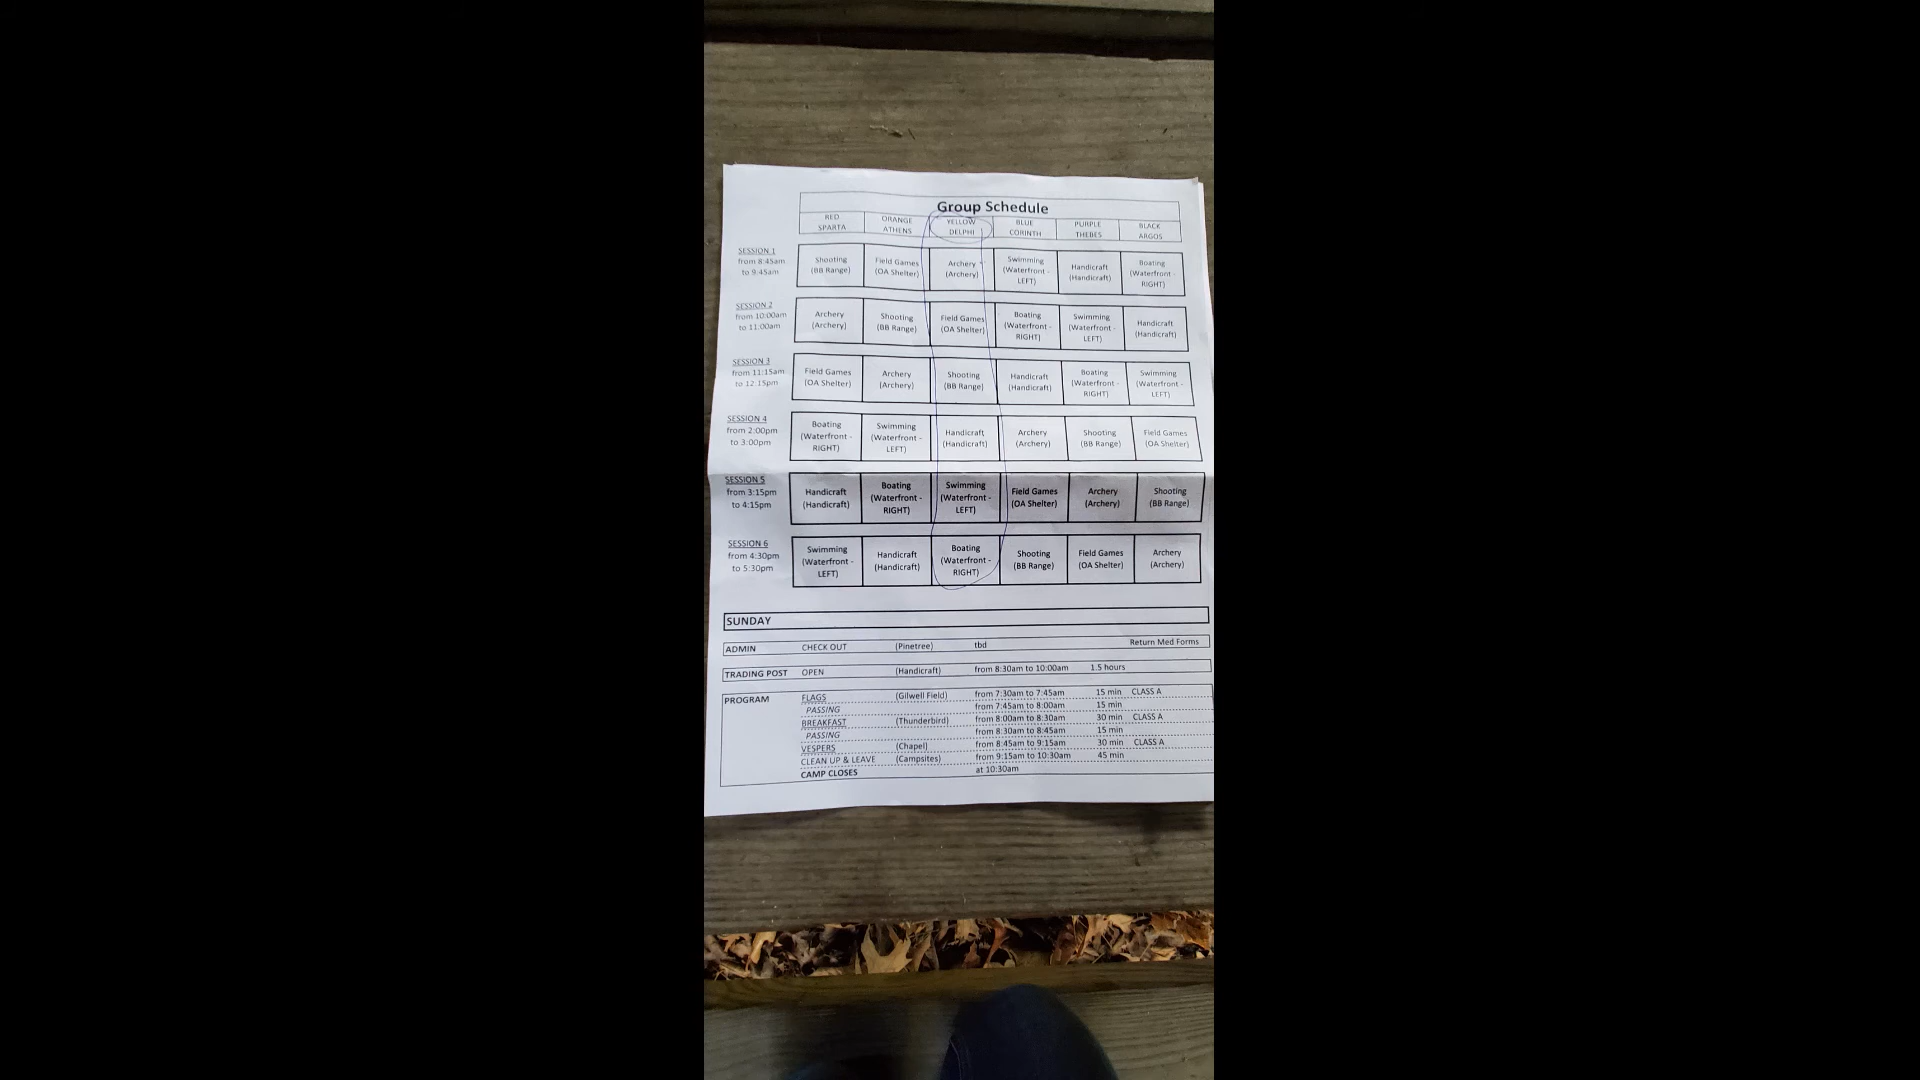 Group Schedule
RED SPARTA ORANGE ATHENS YELLOW DELPHI BLUE CORINTH PURPLE THEBES BLACK ARGOS
SESSION 1 from 8:45am to 9:45am Shooting (BB Range) Field Games (OA Shelter) Archery (Archery) Swimming (Waterfront - LEFT) Handicraft (Handicraft) Boating (Waterfront - RIGHT)
SESSION 2 from 10:00am to 11:00am Archery (Archery) Shooting (BB Range) Field Games (OA Shelter) Boating (Waterfront - RIGHT) Swimming (Waterfront - LEFT) Handicraft (Handicraft)
SESSION 3 from 11:15am to 12:15pm Field Games (OA Shelter) Archery (Archery) Shooting (BB Range) Handicraft (Handicraft) Boating (Waterfront - RIGHT) Swimming (Waterfront - LEFT)
SESSION 4 from 2:00pm to 3:00pm Boating (Waterfront - RIGHT) Swimming (Waterfront - LEFT) Handicraft (Handicraft) Archery (Archery) Shooting (BB Range) Field Games (OA Shelter)
SESSION 5 from 3:15pm to 4:15pm Handicraft (Handicraft) Boating (Waterfront - RIGHT) Swimming (Waterfront - LEFT) Field Games (OA Shelter) Archery (Archery) Shooting (BB Range)
SESSION 6 from 4:30pm to 5:30pm Swimming (Waterfront - LEFT) Handicraft (Handicraft) Boating (Waterfront - RIGHT) Shooting (BB Range) Field Games (OA Shelter) Archery (Archery)
SUNDAY
ADMIN CHECK OUT (Pinetree) tbd Return Med Forms
TRADING POST OPEN (Handicraft) from 8:30am to 10:00am 1.5 hours
PROGRAM FLAGS (Gilwell Field) from 7:30am to 7:45am 15 min CLASS A
PASSING from 7:45am to 8:00am 15 min
BREAKFAST (Thunderbird) from 8:00am to 8:30am 30 min CLASS A
PASSING from 8:30am to 8:45am 15 min
VESPERS (Chapel) from 8:45am to 9:15am 30 min CLASS A
CLEAN UP & LEAVE (Campsites) from 9:15am to 10:30am 45 min
CAMP CLOSES at 10:30am